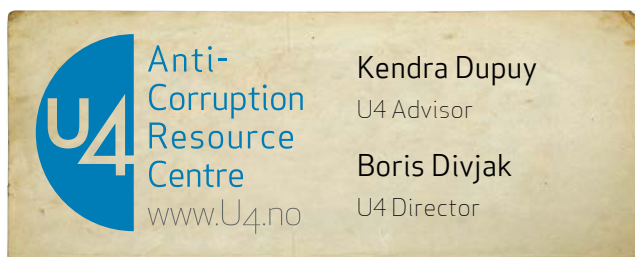 U4
Anti-
Corruption
Resource
Centre
www.U4.no
Kendra Dupuy
U4 Advisor
Boris Divjak
U4 Director